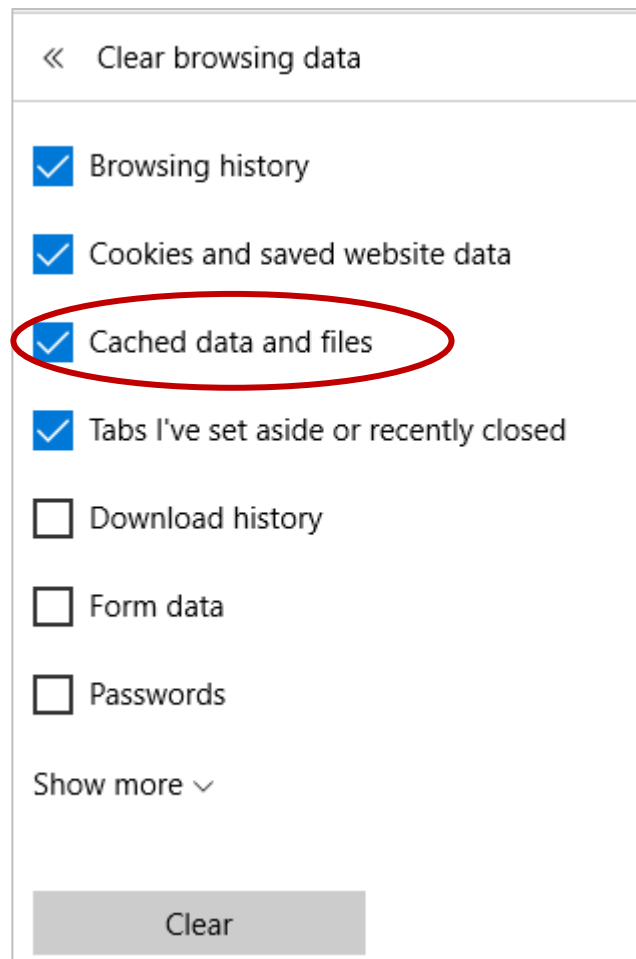 Clear browsing data
Browsing history
Cookies and saved website data
Cached data and files
Tabs I've set aside or recently closed
Download history
Form data
Passwords
Show more
Clear